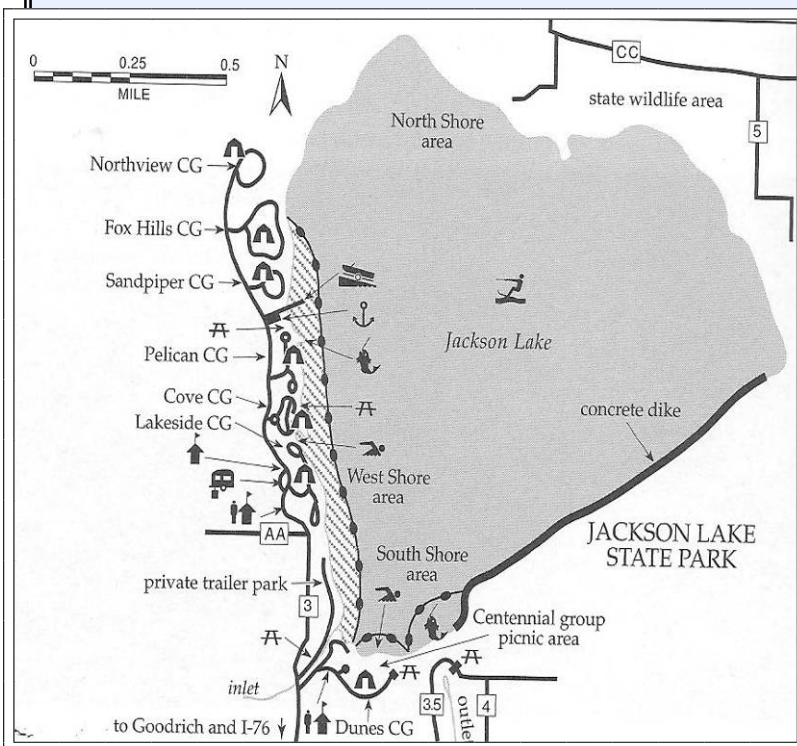 0 0.25 0.5
MILE
N
CC
state wildlife area
5
North Shore
area
Northview CG
Fox Hills CG
Sandpiper CG
Jackson Lake
Pelican CG
Cove CG
Lakeside CG
concrete dike
West Shore
area
AA
JACKSON LAKE
STATE PARK
South Shore
area
private trailer park
3
Centennial group
picnic area
inlet
3.5
outlet
4
to Goodrich and I-76
Dunes CG